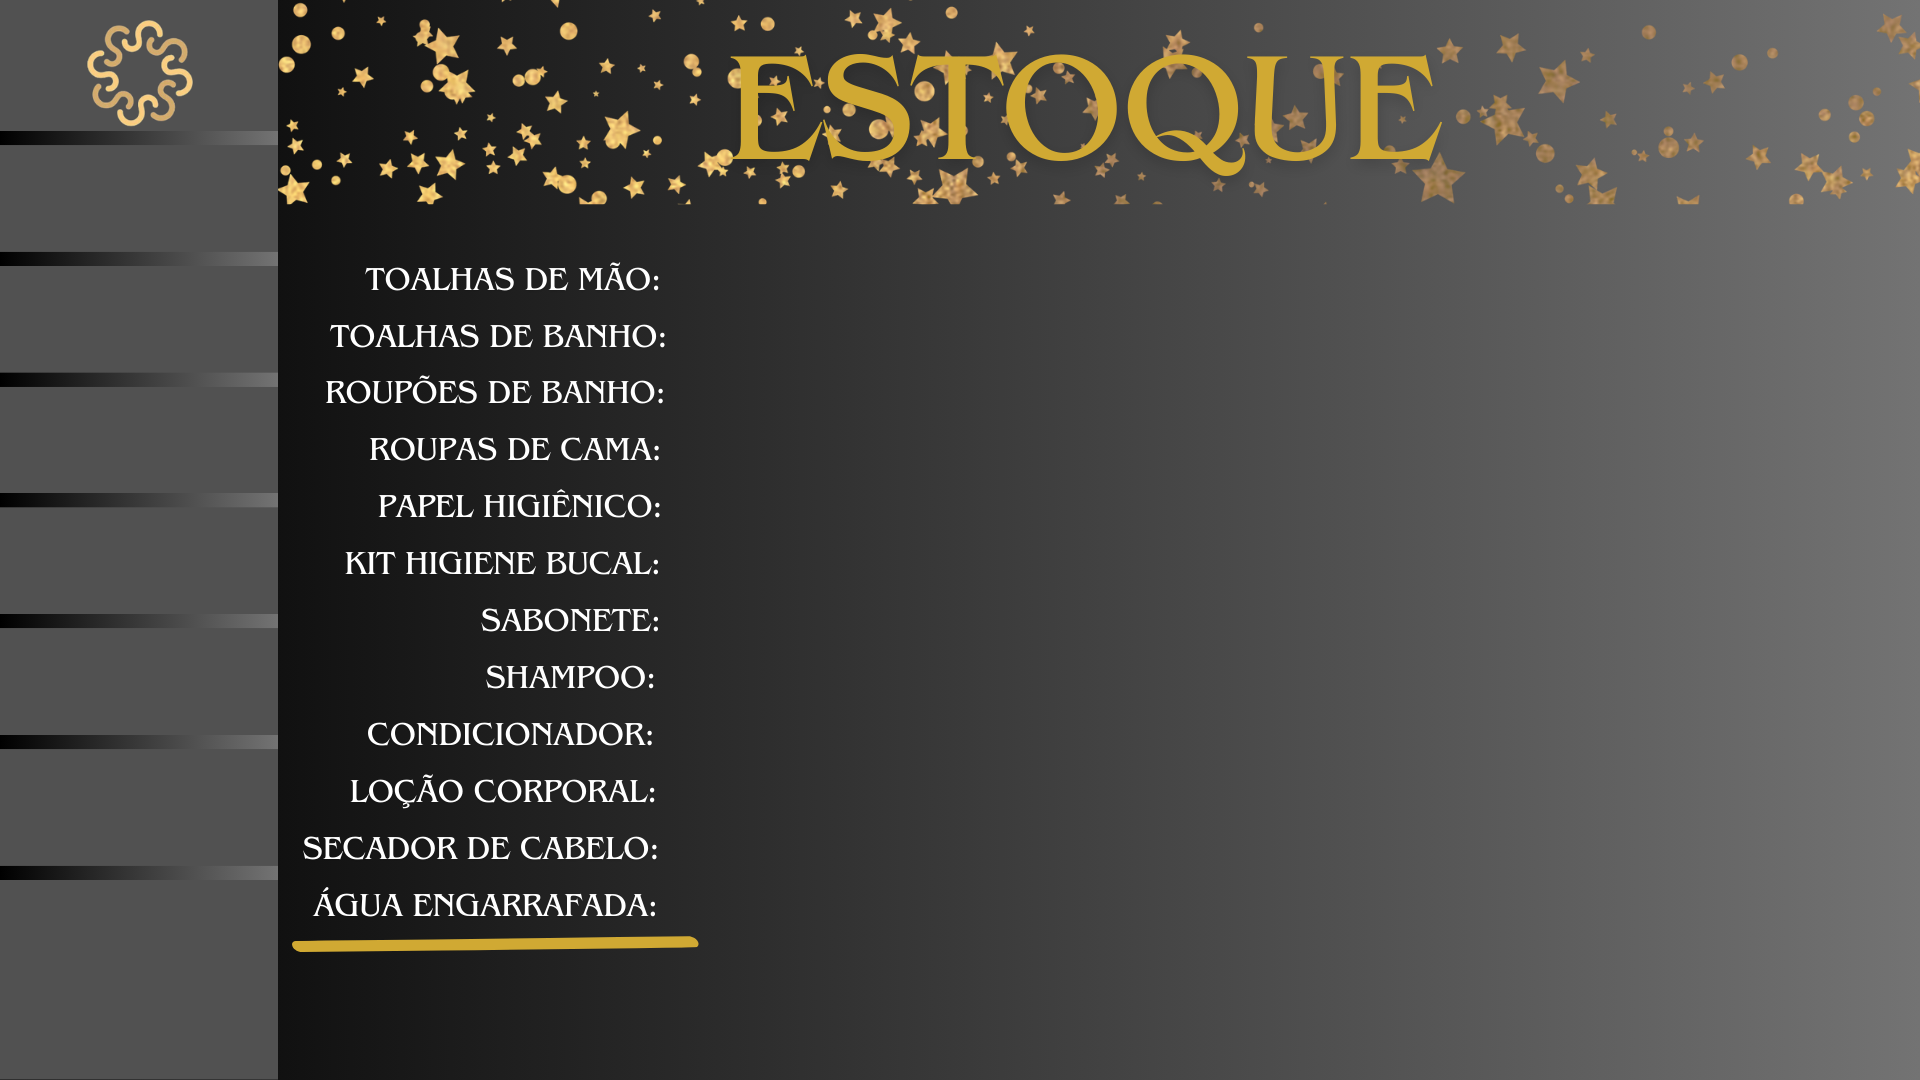 ESTOQUE
TOALHAS DE MÃO:
TOALHAS DE BANHO:
ROUPÕES DE BANHO:
ROUPAS DE CAMA:
PAPEL HIGIÊNICO:
KIT HIGIENE BUCAL:
SABONETE:
SHAMPOO:
CONDICIONADOR:
LOÇÃO CORPORAL:
SECADOR DE CABELO:
ÁGUA ENGARRAFADA: